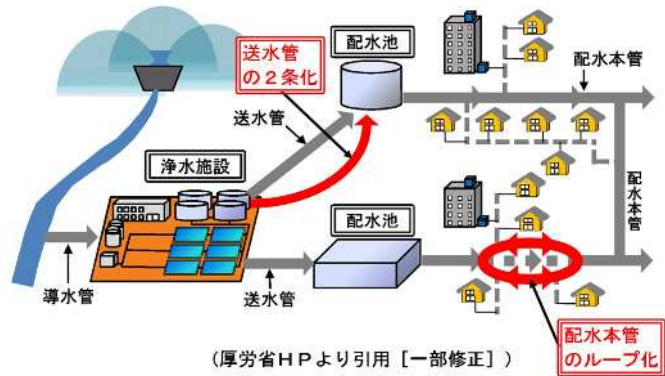 送水管
の２条化
配水池
配水本管
送水管
浄水施設
配水池
配水本管
導水管
送水管
配水本管
のループ化
(厚労省ＨＰより引用［一部修正］)